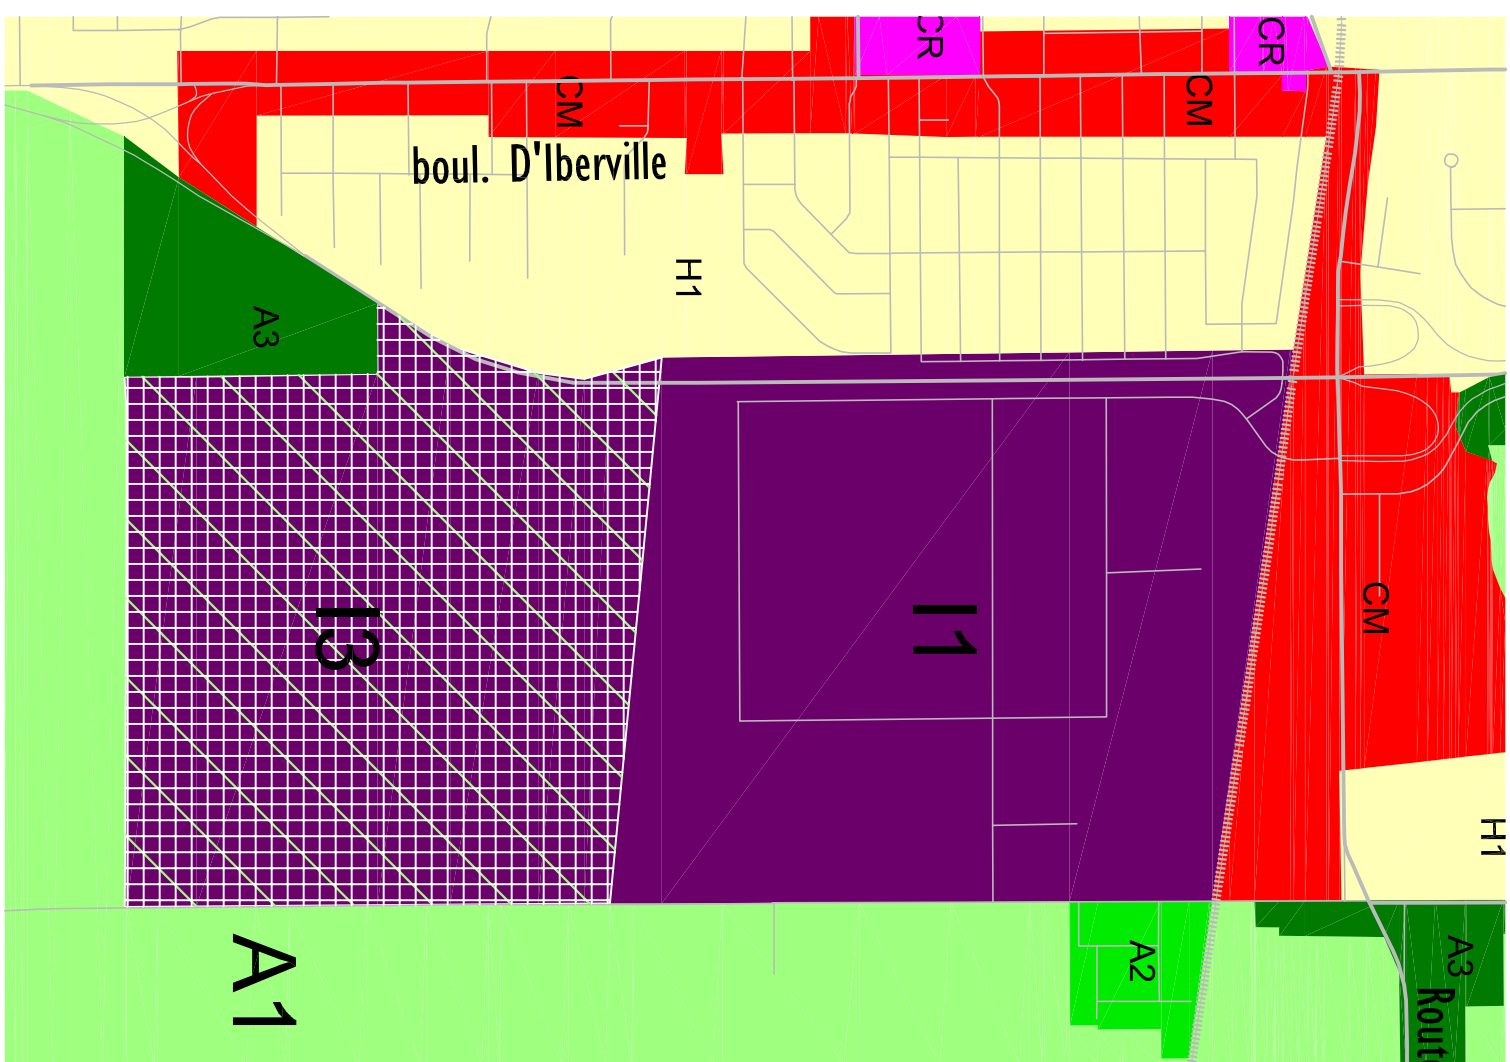 CR
CR
CM
CM
boul. D'Iberville
H1
A3
I3
I1
CM
H1
A1
A2
A3
Rout